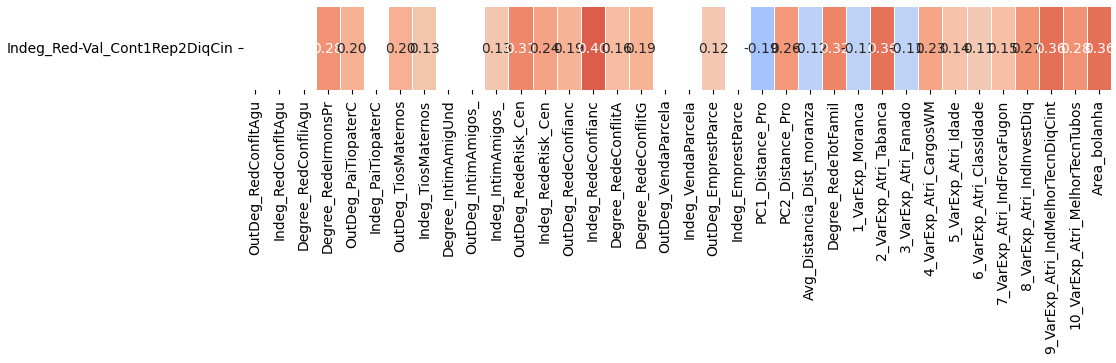 Indeg_Red-Val_Cont1Rep2DiqCin
0.28 0.20 0.20 0.13 0.13 0.31 0.24 0.19 0.40 0.16 0.19 0.12 -0.19 0.26 -0.12 -0.11 -0.11 0.23 0.14 0.11 0.15 0.27 0.36 0.28 0.36
OutDeg_RedConfltAgu
Indeg_RedConfltAgu
Degree_RedConfliAgu
Degree_RedeIrmonsPr
OutDeg_PaiTiopaterC
Indeg_PaiTiopaterC
OutDeg_TiosMaternos
Indeg_TiosMaternos
Degree_IntimAmigUnd
OutDeg_IntimAmigos_
Indeg_IntimAmigos_
OutDeg_RedeRisk_Cen
Indeg_RedeRisk_Cen
OutDeg_RedeConfianc
Indeg_RedeConfianc
Degree_RedeConflitA
Degree_RedeConflitG
OutDeg_VendaParcela
Indeg_VendaParcela
OutDeg_EmprestParce
Indeg_EmprestParce
PC1_Distance_Pro
PC2_Distance_Pro
Avg_Distancia_Dist_moranza
Degree_RedeTotFamil
1_VarExp_Moranca
2_VarExp_Atri_Tabanca
3_VarExp_Atri_Fanado
4_VarExp_Atri_CargosWM
5_VarExp_Atri_Idade
6_VarExp_Atri_ClassIdade
7_VarExp_Atri_IndForcaFugon
8_VarExp_Atri_IndInvestDiq
9_VarExp_Atri_IndMelhorTecnDiqCint
10_VarExp_Atri_MelhorTecnTubos
Area_bolanha